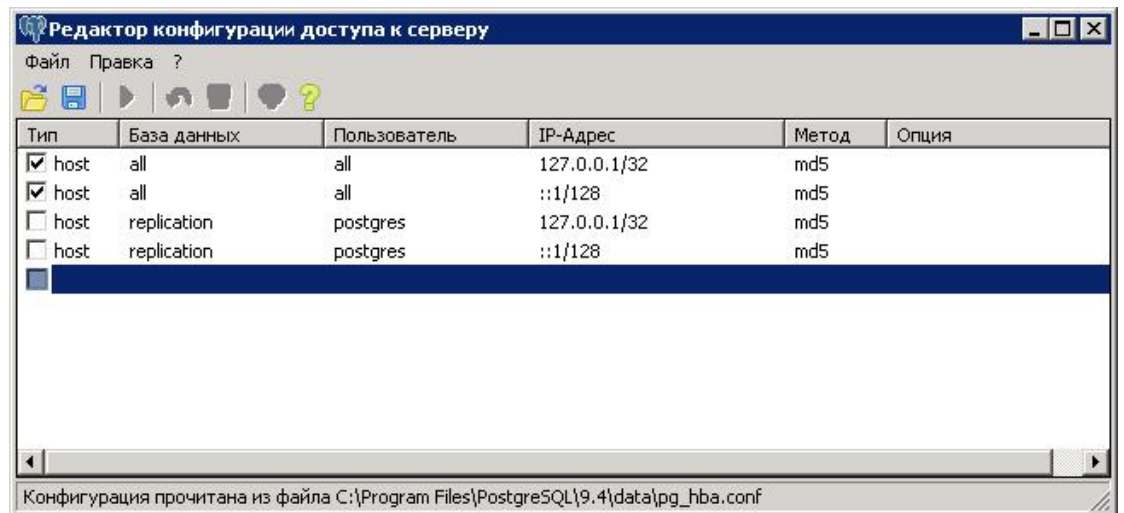 Редактор конфигурации доступа к серверу
Файл Правка ?
Тип База данных Пользователь IP-Адрес Метод Опция
host all all 127.0.0.1/32 md5
host all all ::1/128 md5
host replication postgres 127.0.0.1/32 md5
host replication postgres ::1/128 md5
Конфигурация прочитана из файла C:\Program Files\PostgreSQL\9.4\data\pg_hba.conf